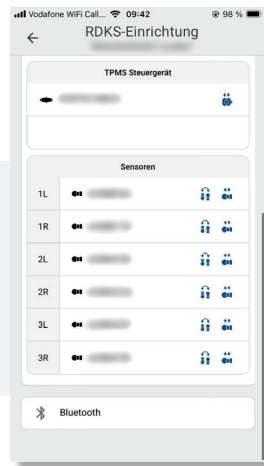 Vodafone WiFi Call... 09:42 98 %
RDKS-Einrichtung
TPMS Steuergerät
Sensoren
1L
1R
2L
2R
3L
3R
Bluetooth